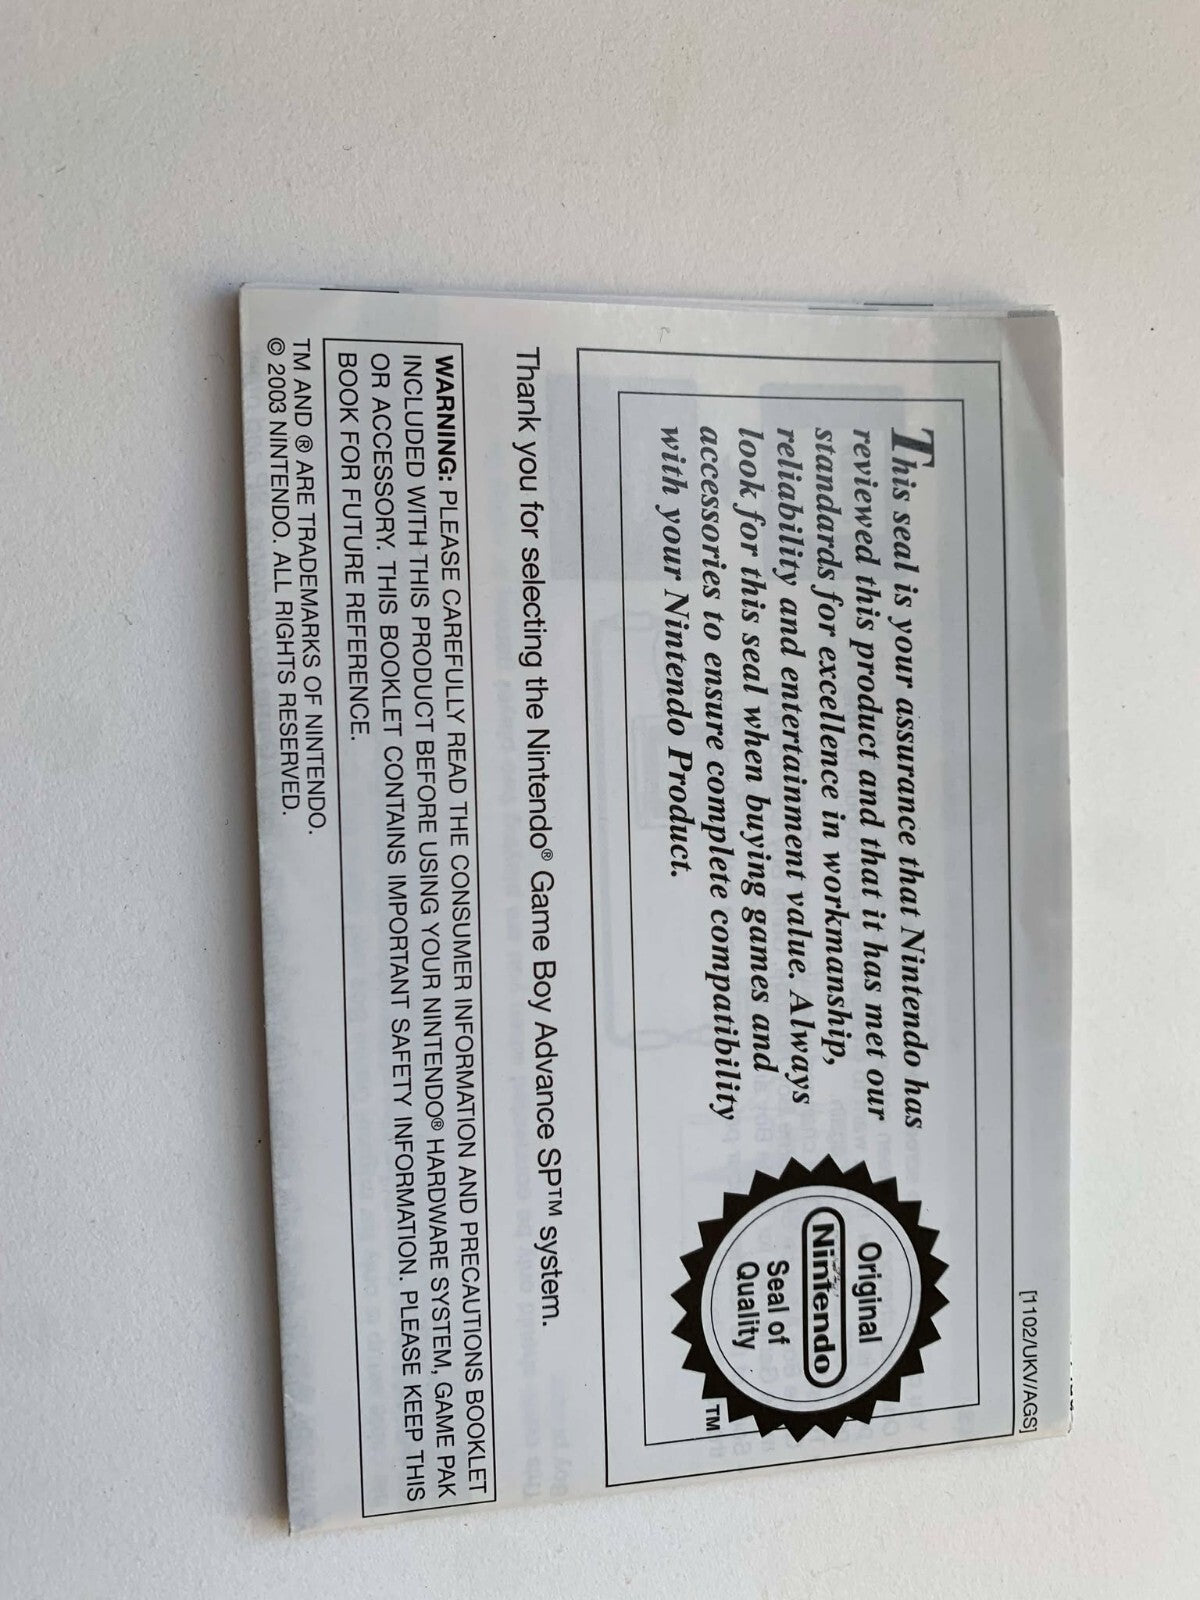 [1102/UKV/AGS]
This seal is your assurance that Nintendo has
reviewed this product and that it has met our
standards for excellence in workmanship,
reliability and entertainment value. Always
look for this seal when buying games and
accessories to ensure complete compatibility
with your Nintendo Product.
Original
Nintendo
Seal of
Quality
TM
Thank you for selecting the Nintendo® Game Boy Advance SP™ system.
WARNING: PLEASE CAREFULLY READ THE CONSUMER INFORMATION AND PRECAUTIONS BOOKLET
INCLUDED WITH THIS PRODUCT BEFORE USING YOUR NINTENDO® HARDWARE SYSTEM, GAME PAK
OR ACCESSORY. THIS BOOKLET CONTAINS IMPORTANT SAFETY INFORMATION. PLEASE KEEP THIS
BOOK FOR FUTURE REFERENCE.
TM AND ® ARE TRADEMARKS OF NINTENDO.
© 2003 NINTENDO. ALL RIGHTS RESERVED.